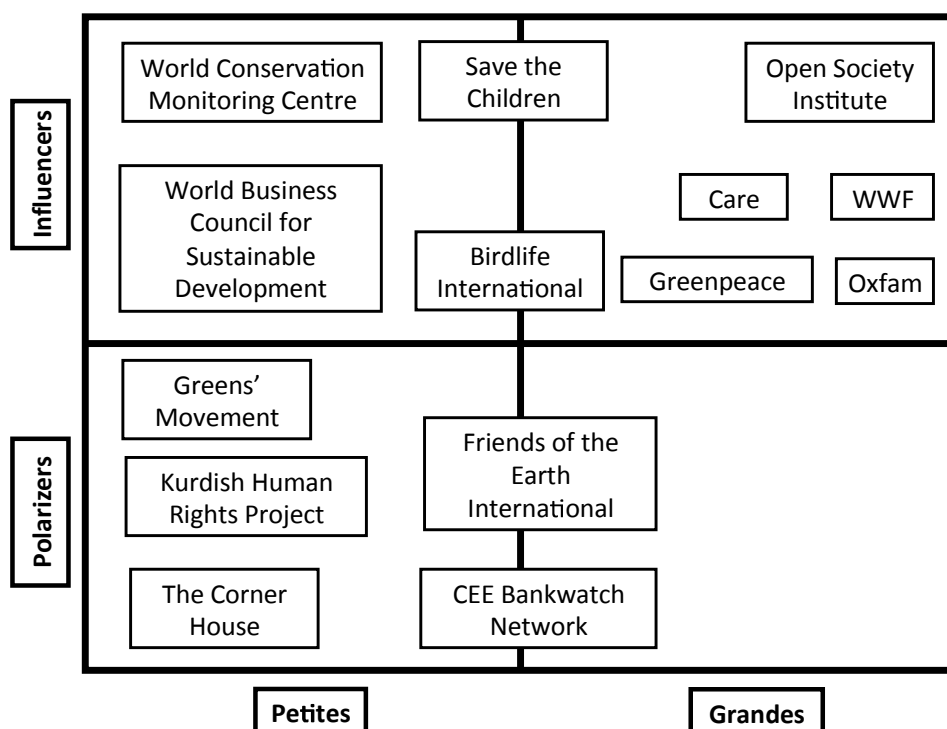 Influencers
World Conservation
Monitoring Centre
Save the
Children
Open Society
Institute
World Business
Council for
Sustainable
Development
Birdlife
International
Care
WWF
Greenpeace
Oxfam
Polarizers
Greens’
Movement
Kurdish Human
Rights Project
Friends of the
Earth
International
The Corner
House
CEE Bankwatch
Network
Petites
Grandes